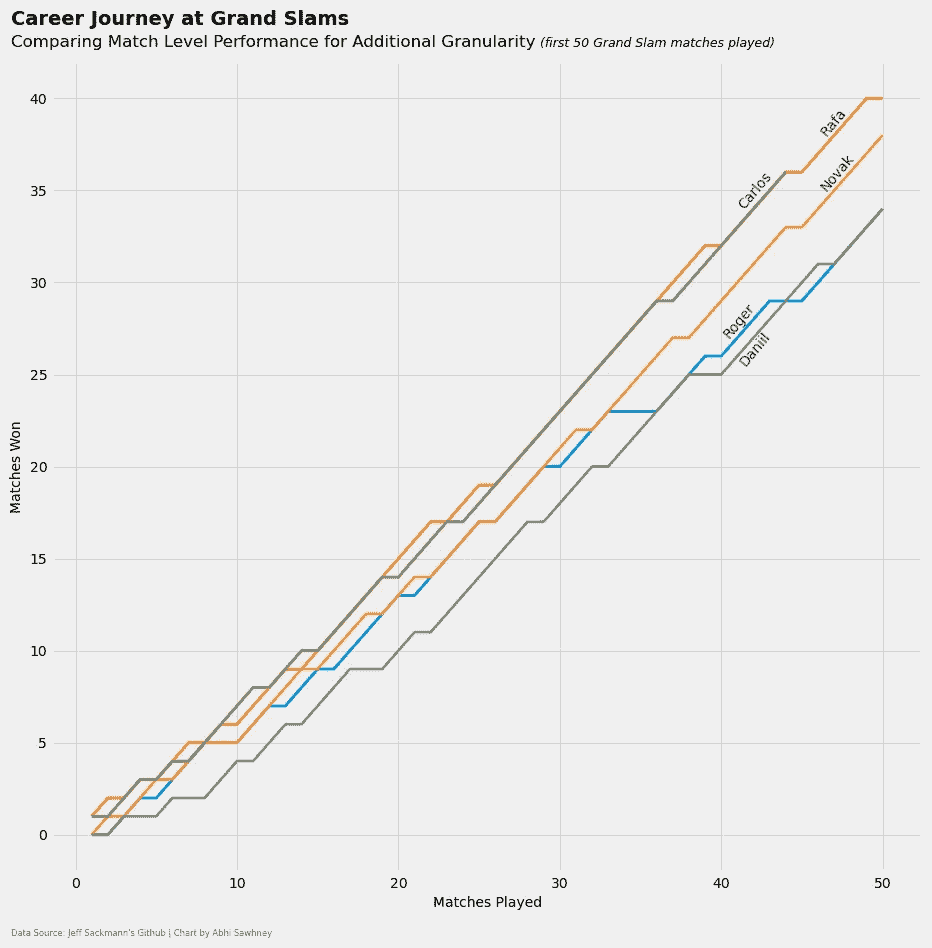 Career Journey at Grand Slams
Comparing Match Level Performance for Additional Granularity (first 50 Grand Slam matches played)
40
35
30
25
20
15
10
5
0
Matches Won
Rafa
Carlos
Novak
Roger
Daniil
0 10 20 30 40 50
Matches Played
Data Source: Jeff Sackmann's Github | Chart by Abhi Sawhney